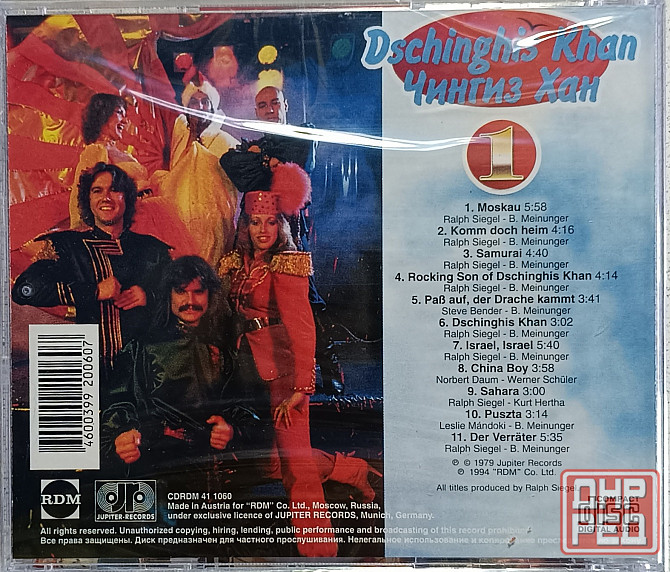 Dschinghis Khan
Чингиз Хан
1
1. Moskau 5:58
Ralph Siegel - B. Meinunger
2. Komm doch heim 4:16
Ralph Siegel - B. Meinunger
3. Samurai 4:40
Ralph Siegel - B. Meinunger
4. Rocking Son of Dschinghis Khan 4:14
Ralph Siegel - B. Meinunger
5. Paß auf, der Drache kammt 3:41
Steve Bender - B. Meinunger
6. Dschinghis Khan 3:02
Ralph Siegel - B. Meinunger
7. Israel, Israel 5:40
Ralph Siegel - B. Meinunger
8. China Boy 3:58
Norbert Daum - Werner Schüler
9. Sahara 3:00
Ralph Siegel - Kurt Hertha
10. Puszta 3:14
Leslie Mándoki - B. Meinunger
11. Der Verräter 5:35
Ralph Siegel - B. Meinunger
℗ © 1979 Jupiter Records
℗ 1994 "RDM" Co. Ltd.
All titles produced by Ralph Siegel
4600399 200607
RDM
JUPITER-RECORDS
CDRDM 41 1060
Made in Austria for "RDM" Co. Ltd., Moscow, Russia,
under exclusive licence of JUPITER RECORDS, Munich, Germany.
COMPACT
DISC
DIGITAL AUDIO
All rights reserved. Unauthorized copying, hiring, lending, public performance and broadcasting of this record prohibited.
Все права защищены. Диск предназначен для частного прослушивания. Нелегальное использование и копирование